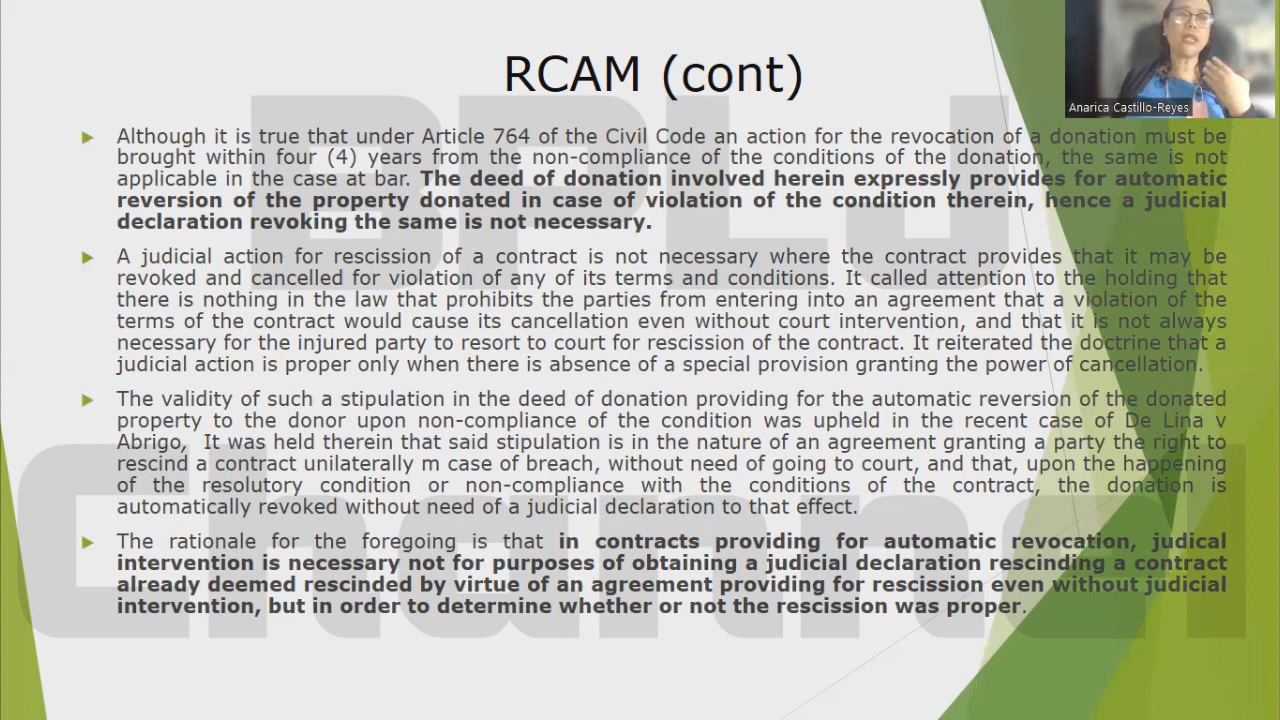 RCAM (cont)
Anarica Castillo-Reyes
Although it is true that under Article 764 of the Civil Code an action for the revocation of a donation must be
brought within four (4) years from the non-compliance of the conditions of the donation, the same is not
applicable in the case at bar. The deed of donation involved herein expressly provides for automatic
reversion of the property donated in case of violation of the condition therein, hence a judicial
declaration revoking the same is not necessary.
A judicial action for rescission of a contract is not necessary where the contract provides that it may be
revoked and cancelled for violation of any of its terms and conditions. It called attention to the holding that
there is nothing in the law that prohibits the parties from entering into an agreement that a violation of the
terms of the contract would cause its cancellation even without court intervention, and that it is not always
necessary for the injured party to resort to court for rescission of the contract. It reiterated the doctrine that a
judicial action is proper only when there is absence of a special provision granting the power of cancellation.
The validity of such a stipulation in the deed of donation providing for the automatic reversion of the donated
property to the donor upon non-compliance of the condition was upheld in the recent case of De Lina v
Abrigo, It was held therein that said stipulation is in the nature of an agreement granting a party the right to
rescind a contract unilaterally m case of breach, without need of going to court, and that, upon the happening
of the resolutory condition or non-compliance with the conditions of the contract, the donation is
automatically revoked without need of a judicial declaration to that effect.
The rationale for the foregoing is that in contracts providing for automatic revocation, judical
intervention is necessary not for purposes of obtaining a judicial declaration rescinding a contract
already deemed rescinded by virtue of an agreement providing for rescission even without judicial
intervention, but in order to determine whether or not the rescission was proper.
BPLJ
Channel